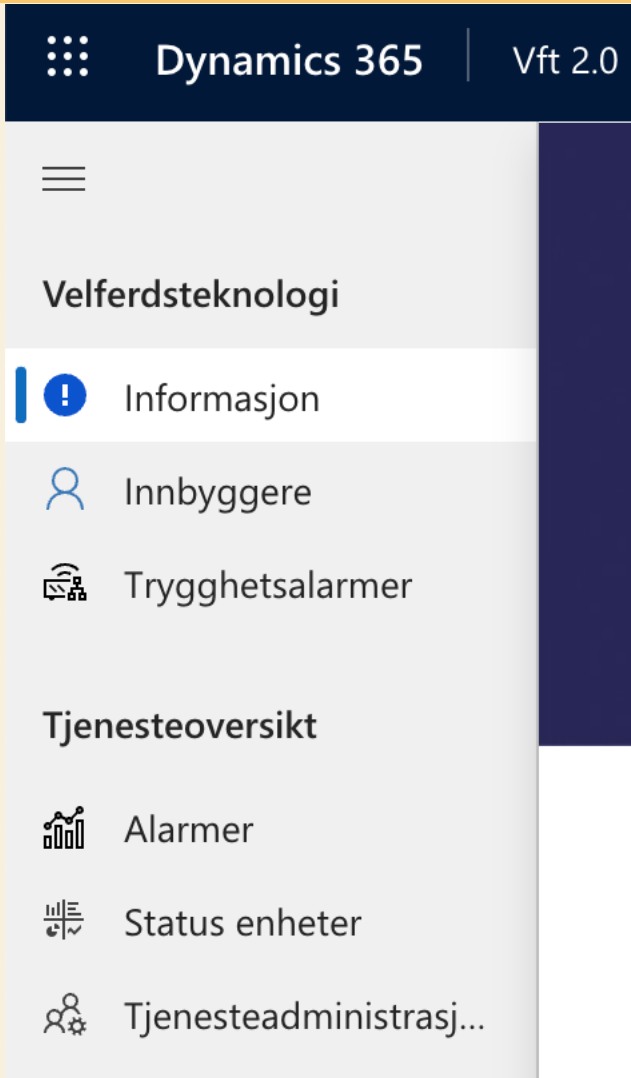 Dynamics 365 Vft 2.0
Velferdsteknologi
Informasjon
Innbyggere
Trygghetsalarmer
Tjenesteoversikt
Alarmer
Status enheter
Tjenesteadministrasj...